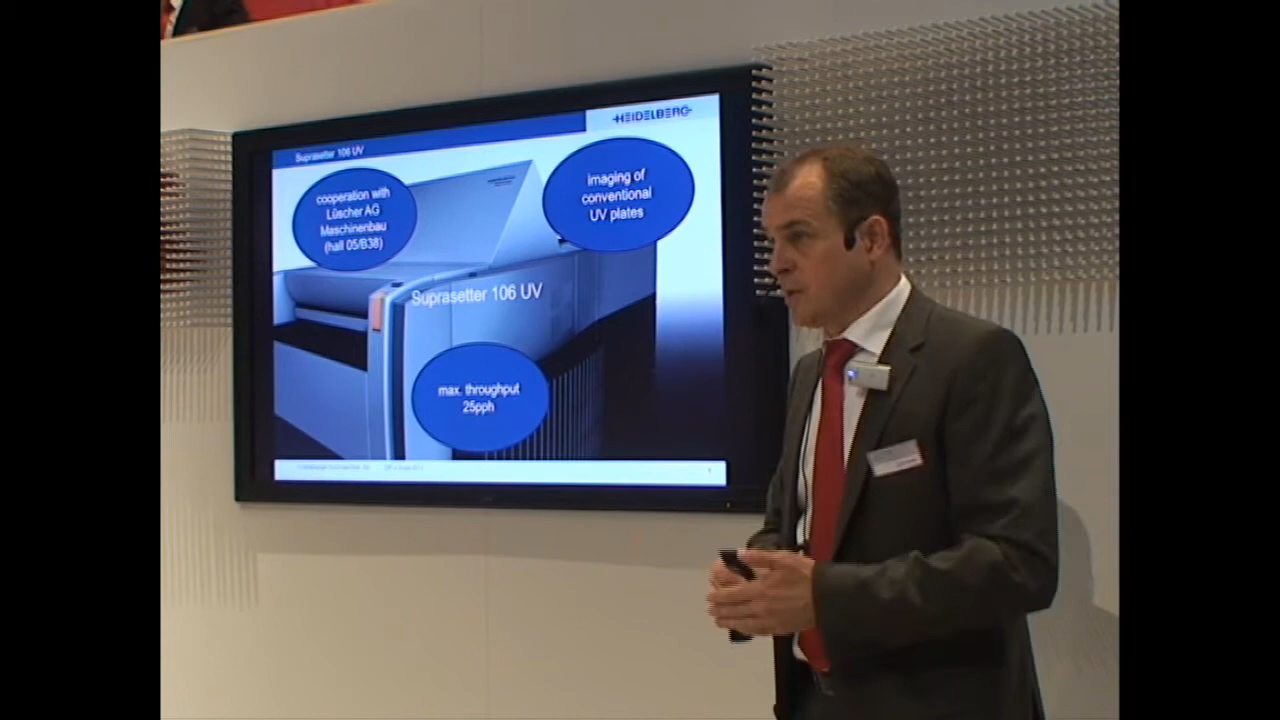 HEIDELBERG
Suprasetter 106 UV
cooperation with
Lüscher AG
Maschinenbau
(hall 05/B38)
imaging of
conventional
UV plates
Suprasetter 106 UV
max. throughput
25pph